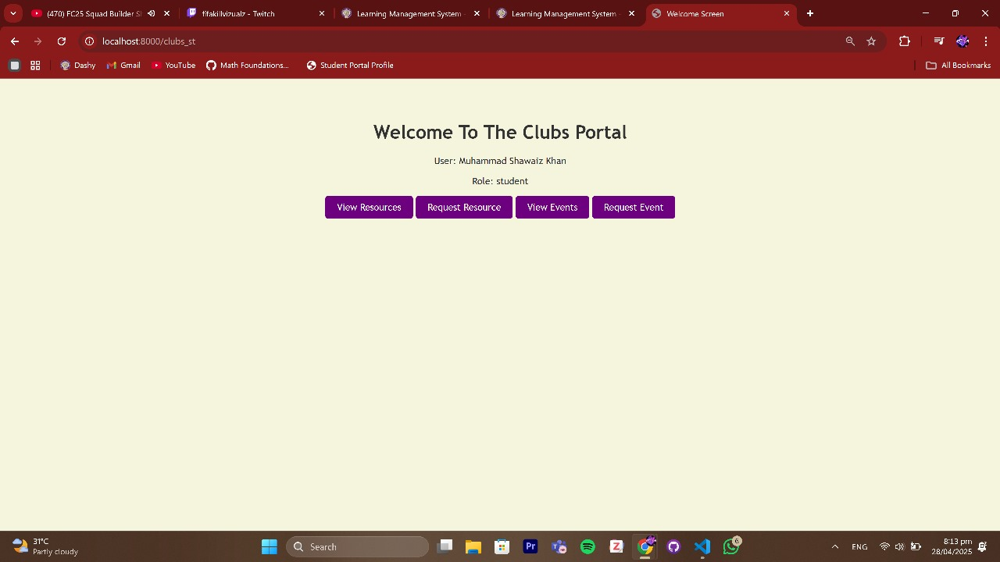 (470) FC25 Squad Builder Sh
fifakillvizualz - Twitch
Learning Management System -
Learning Management System -
Welcome Screen
localhost:8000/clubs_st
Dashy
Gmail
YouTube
Math Foundations...
Student Portal Profile
All Bookmarks
Welcome To The Clubs Portal
User: Muhammad Shawaiz Khan
Role: student
View Resources
Request Resource
View Events
Request Event
31°C
Partly cloudy
Search
Pr
Z
6
ENG
8:13 pm
28/04/2025